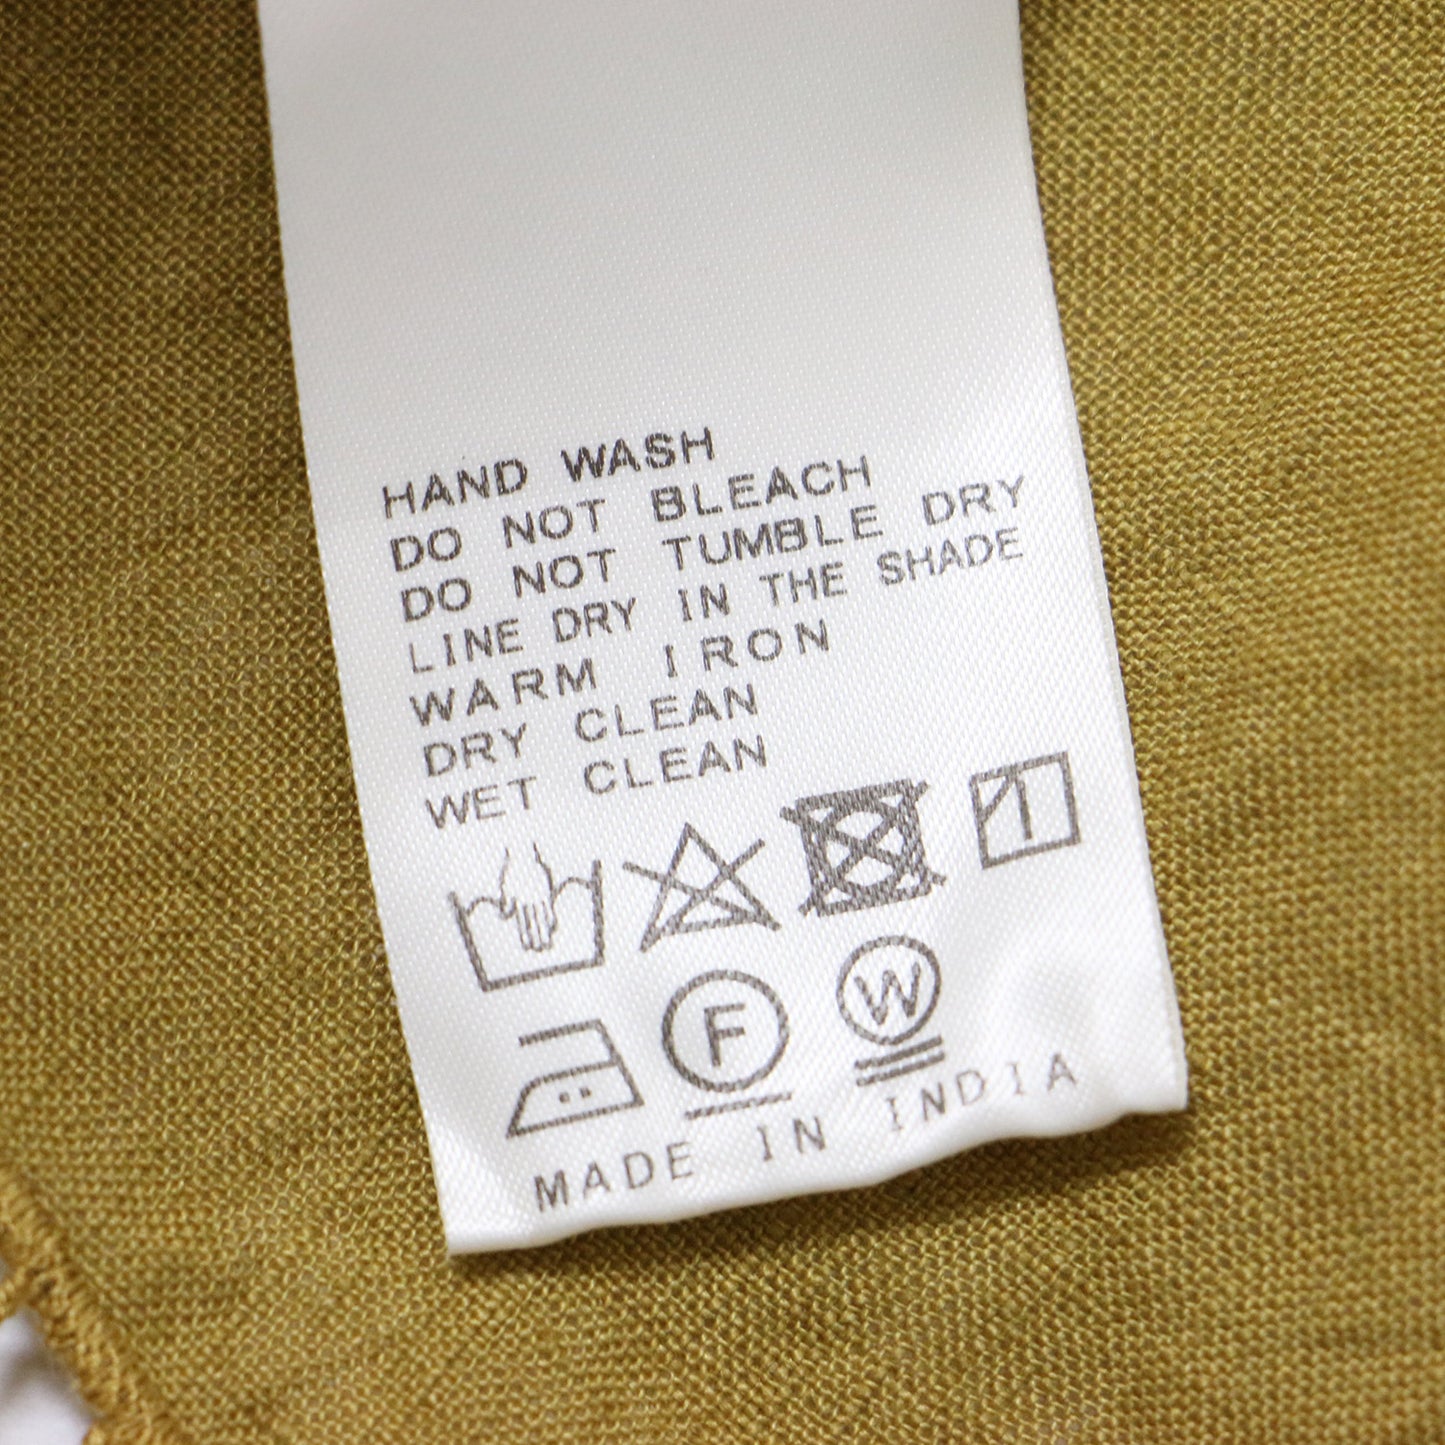 HAND WASH
DO NOT BLEACH
DO NOT TUMBLE DRY
LINE DRY IN THE SHADE
WARM IRON
DRY CLEAN
WET CLEAN
F
W
MADE IN INDIA